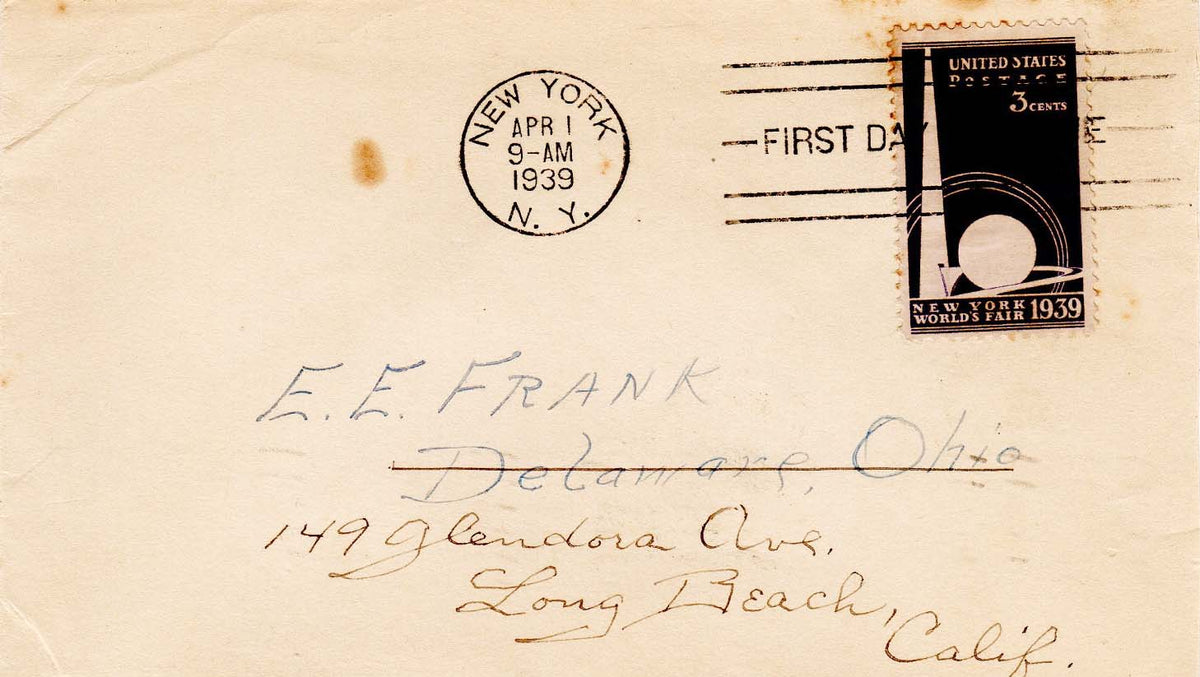 NEW YORK
APR 1
9-AM
1939
N. Y.
FIRST DAY
UNITED STATES
POSTAGE
3 CENTS
NEW YORK
WORLD'S FAIR 1939
E. E. FRANK
Delaware, Ohio
149 Glendora Ave.
Long Beach,
Calif.